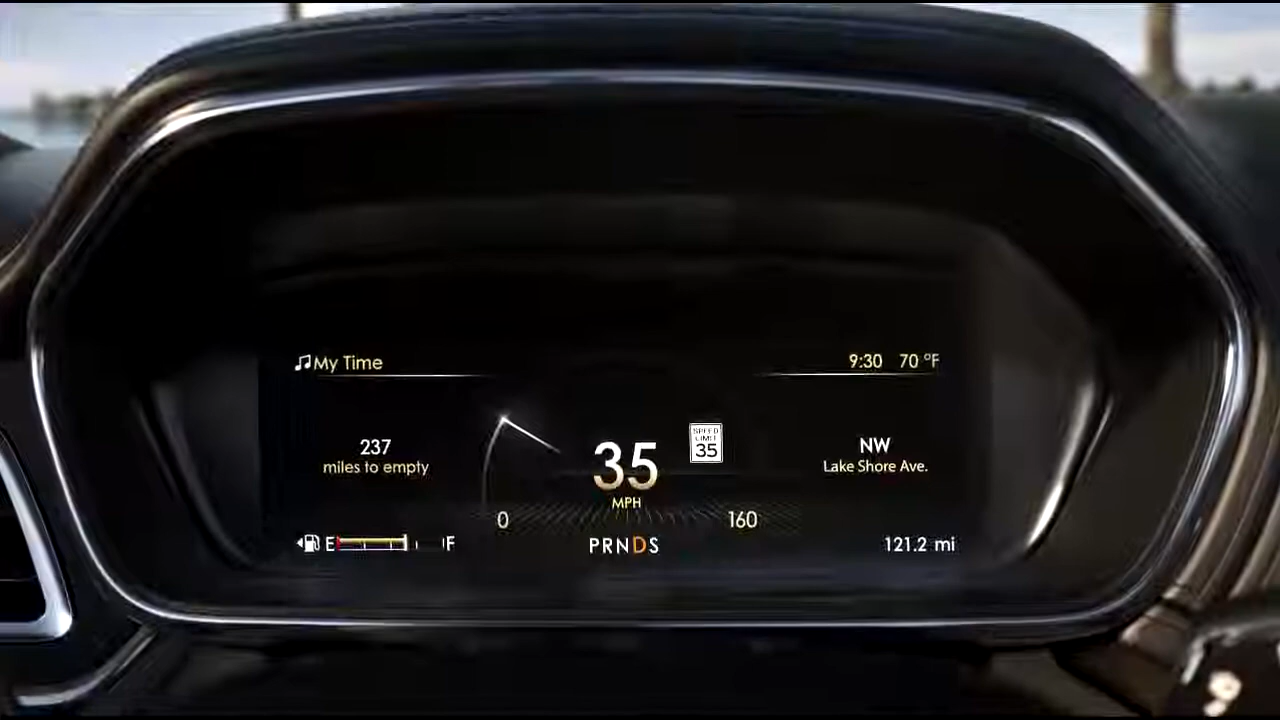 My Time
9:30 70 °F
SPEED
LIMIT
35
237
miles to empty
35
MPH
NW
Lake Shore Ave.
0
160
E
F
PRNDS
121.2 mi